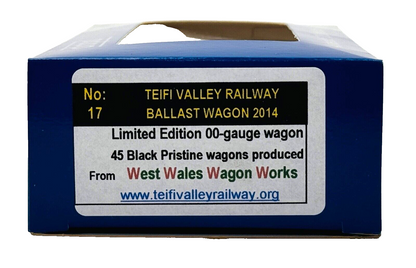 No: TEIFI VALLEY RAILWAY
17 BALLAST WAGON 2014
Limited Edition 00-gauge wagon
45 Black Pristine wagons produced
From West Wales Wagon Works
www.teifivalleyrailway.org